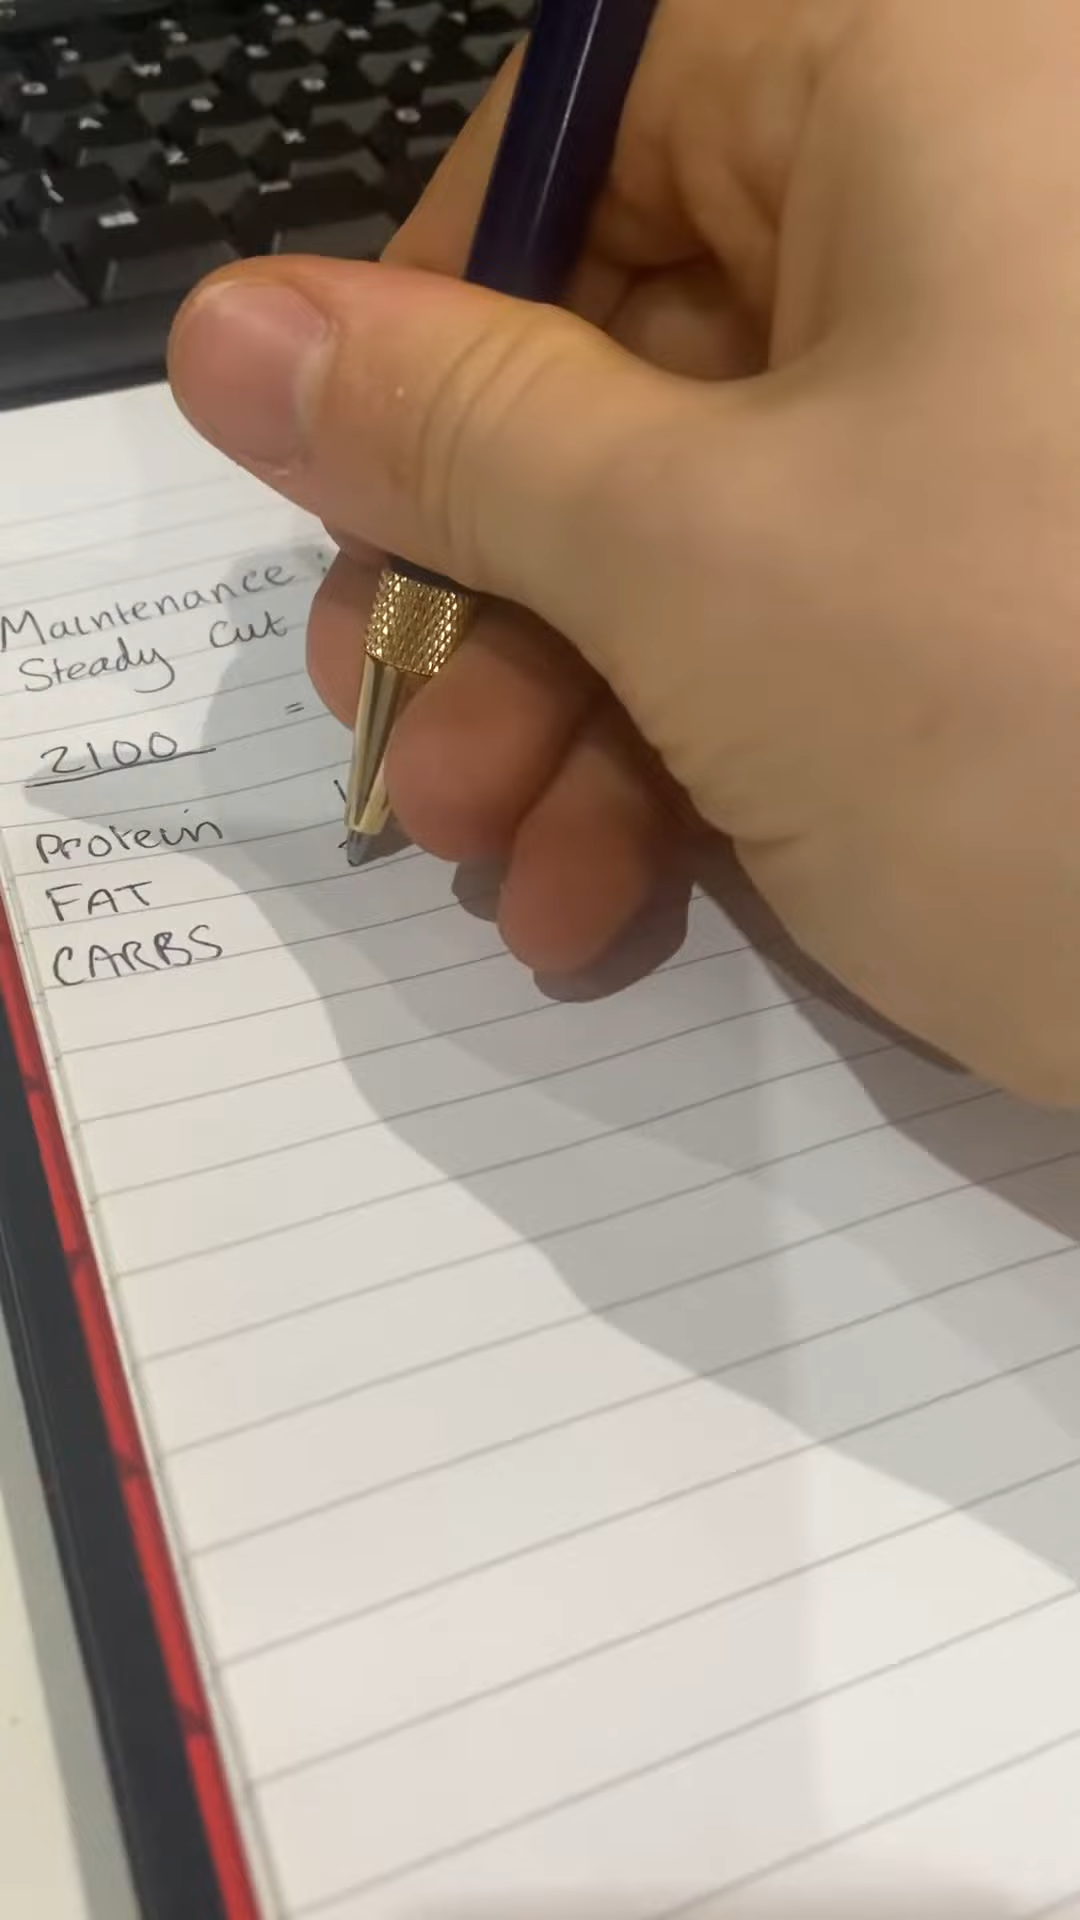 Maintenance :
Steady Cut
=
2100
Protein
FAT
CARBS